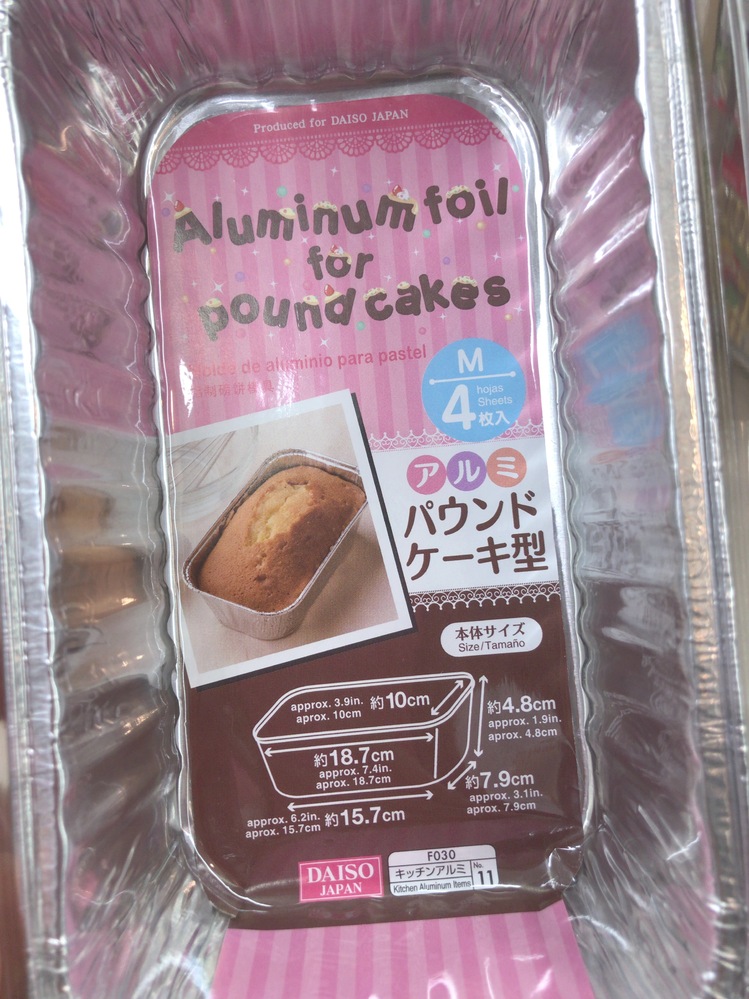 Produced for DAISO JAPAN
Aluminum foil
for
pound cakes
de aluminio para pastel
M
4
hojas
Sheets
枚入
アルミ
パウンド
ケーキ型
本体サイズ
Size/Tamaño
approx. 3.9in.
aprox. 10cm
約10cm
約4.8cm
approx. 1.9in.
aprox. 4.8cm
約18.7cm
approx. 7.4in.
aprox. 18.7cm
約7.9cm
approx. 3.1in.
aprox. 7.9cm
approx. 6.2in.
aprox. 15.7cm
約15.7cm
DAISO
JAPAN
F030
キッチンアルミ
Kitchen Aluminum Items
No.
11